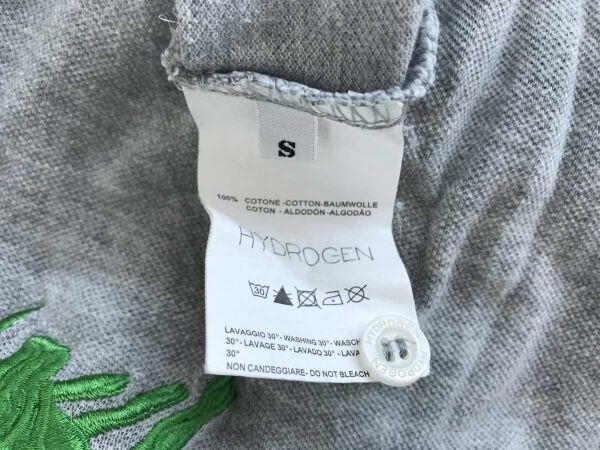 S
100% COTONE -COTTON-BAUMWOLLE
COTON - ALGODÓN -ALGODÃO
HYDROGEN
30
LAVAGGIO 30°-WASHING 30°- WASCH
30°- LAVAGE 30°- LAVADO 30°- LAVA
30°
NON CANDEGGIARE- DO NOT BLEACH
HYDROGEN
HYDROGEN